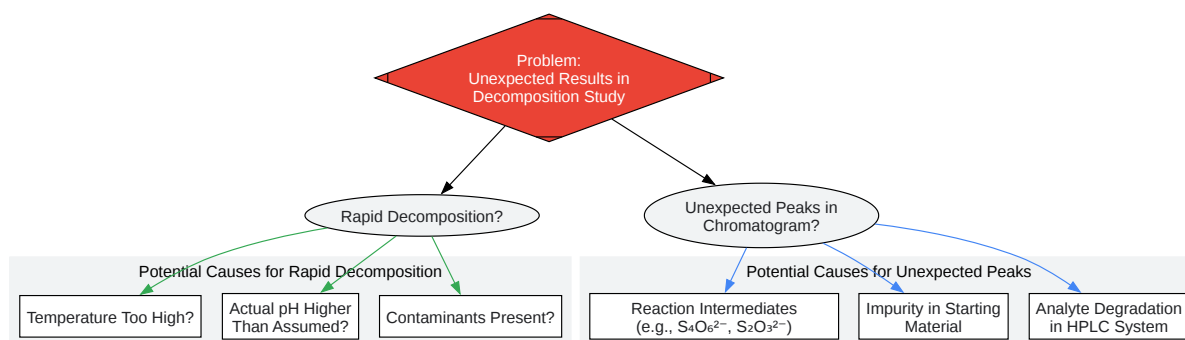 Problem:
Unexpected Results in
Decomposition Study
Rapid Decomposition?
Unexpected Peaks in
Chromatogram?
Potential Causes for Rapid Decomposition
Temperature Too High?
Actual pH Higher
Than Assumed?
Contaminants Present?
Potential Causes for Unexpected Peaks
Reaction Intermediates
(e.g., S₄O₆²⁻, S₂O₃²⁻)
Impurity in Starting
Material
Analyte Degradation
in HPLC System